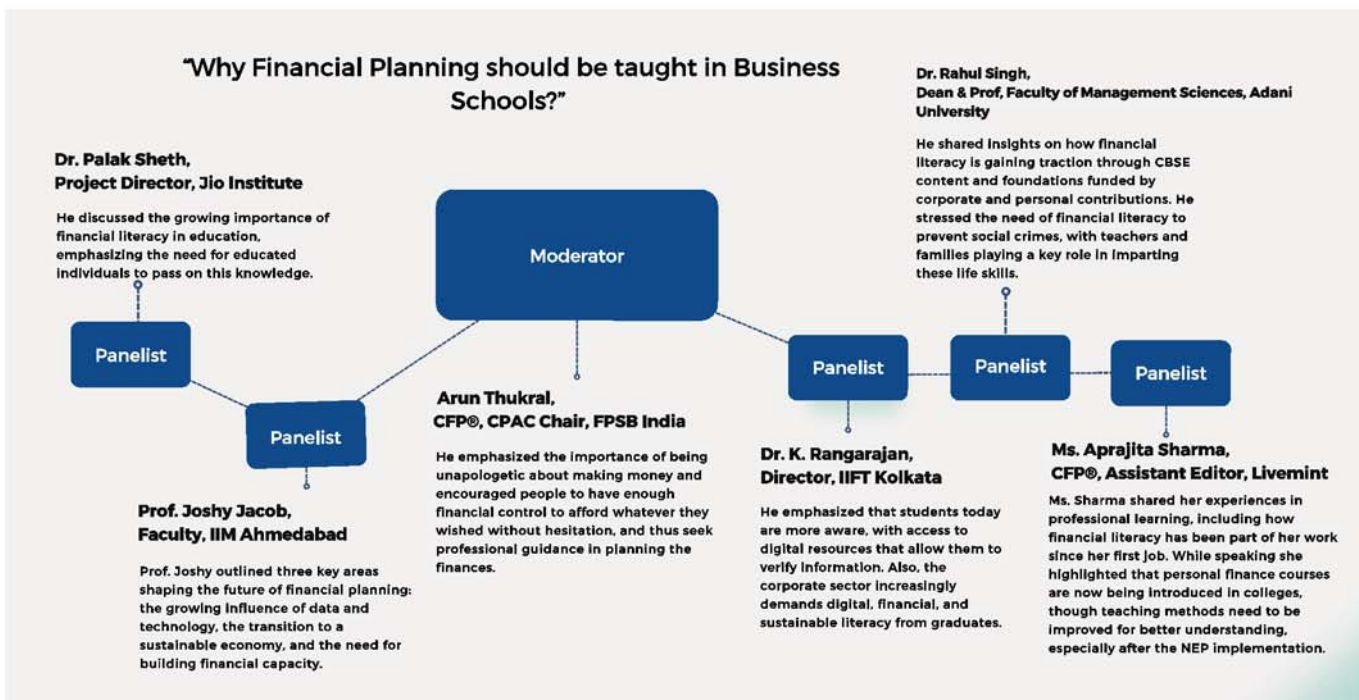 "Why Financial Planning should be taught in Business
Schools?"
Dr. Palak Sheth,
Project Director, Jio Institute
He discussed the growing importance of
financial literacy in education,
emphasizing the need for educated
individuals to pass on this knowledge.
Panelist
Panelist
Prof. Joshy Jacob,
Faculty, IIM Ahmedabad
Prof. Joshy outlined three key areas
shaping the future of financial planning:
the growing influence of data and
technology, the transition to a
sustainable economy, and the need for
building financial capacity.
Moderator
Arun Thukral,
CFP®, CPAC Chair, FPSB India
He emphasized the importance of being
unapologetic about making money and
encouraged people to have enough
financial control to afford whatever they
wished without hesitation, and thus seek
professional guidance in planning the
finances.
Panelist
Dr. K. Rangarajan,
Director, IIFT Kolkata
He emphasized that students today
are more aware, with access to
digital resources that allow them to
verify information. Also, the
corporate sector increasingly
demands digital, financial, and
sustainable literacy from graduates.
Dr. Rahul Singh,
Dean & Prof, Faculty of Management Sciences, Adani
University
He shared insights on how financial
literacy is gaining traction through CBSE
content and foundations funded by
corporate and personal contributions. He
stressed the need of financial literacy to
prevent social crimes, with teachers and
families playing a key role in imparting
these life skills.
Panelist
Panelist
Ms. Aprajita Sharma,
CFP®, Assistant Editor, Livemint
Ms. Sharma shared her experiences in
professional learning, including how
financial literacy has been part of her work
since her first job. While speaking she
highlighted that personal finance courses
are now being introduced in colleges,
though teaching methods need to be
improved for better understanding,
especially after the NEP implementation.